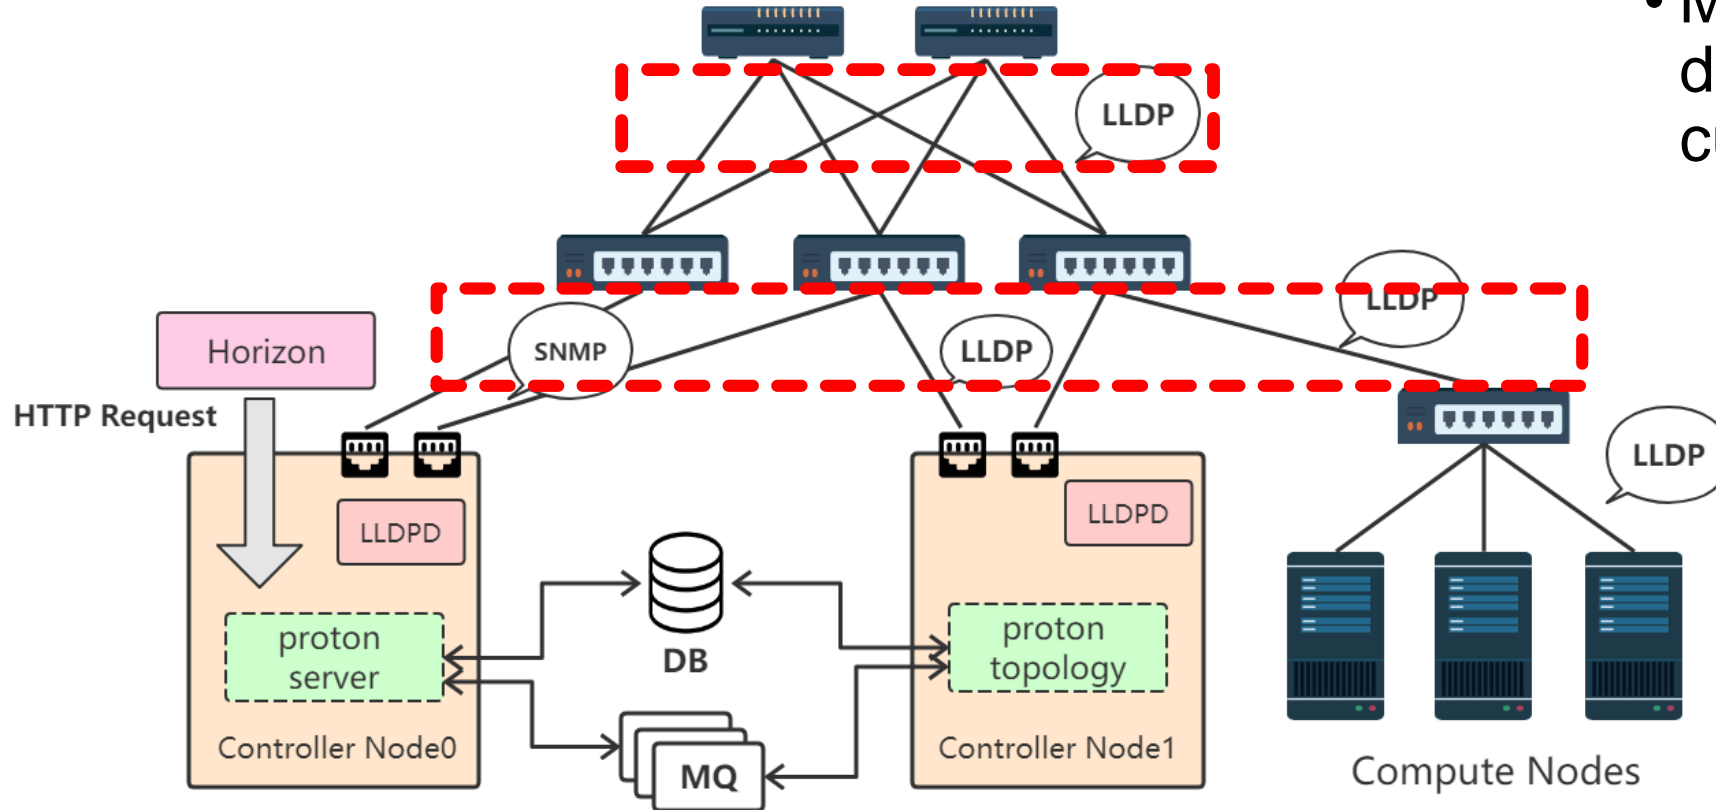 LLDP
LLDP
SNMP
LLDP
Horizon
HTTP Request
LLDP
LLDPD
LLDPD
proton
server
DB
proton
topology
Controller Node0
MQ
Controller Node1
Compute Nodes